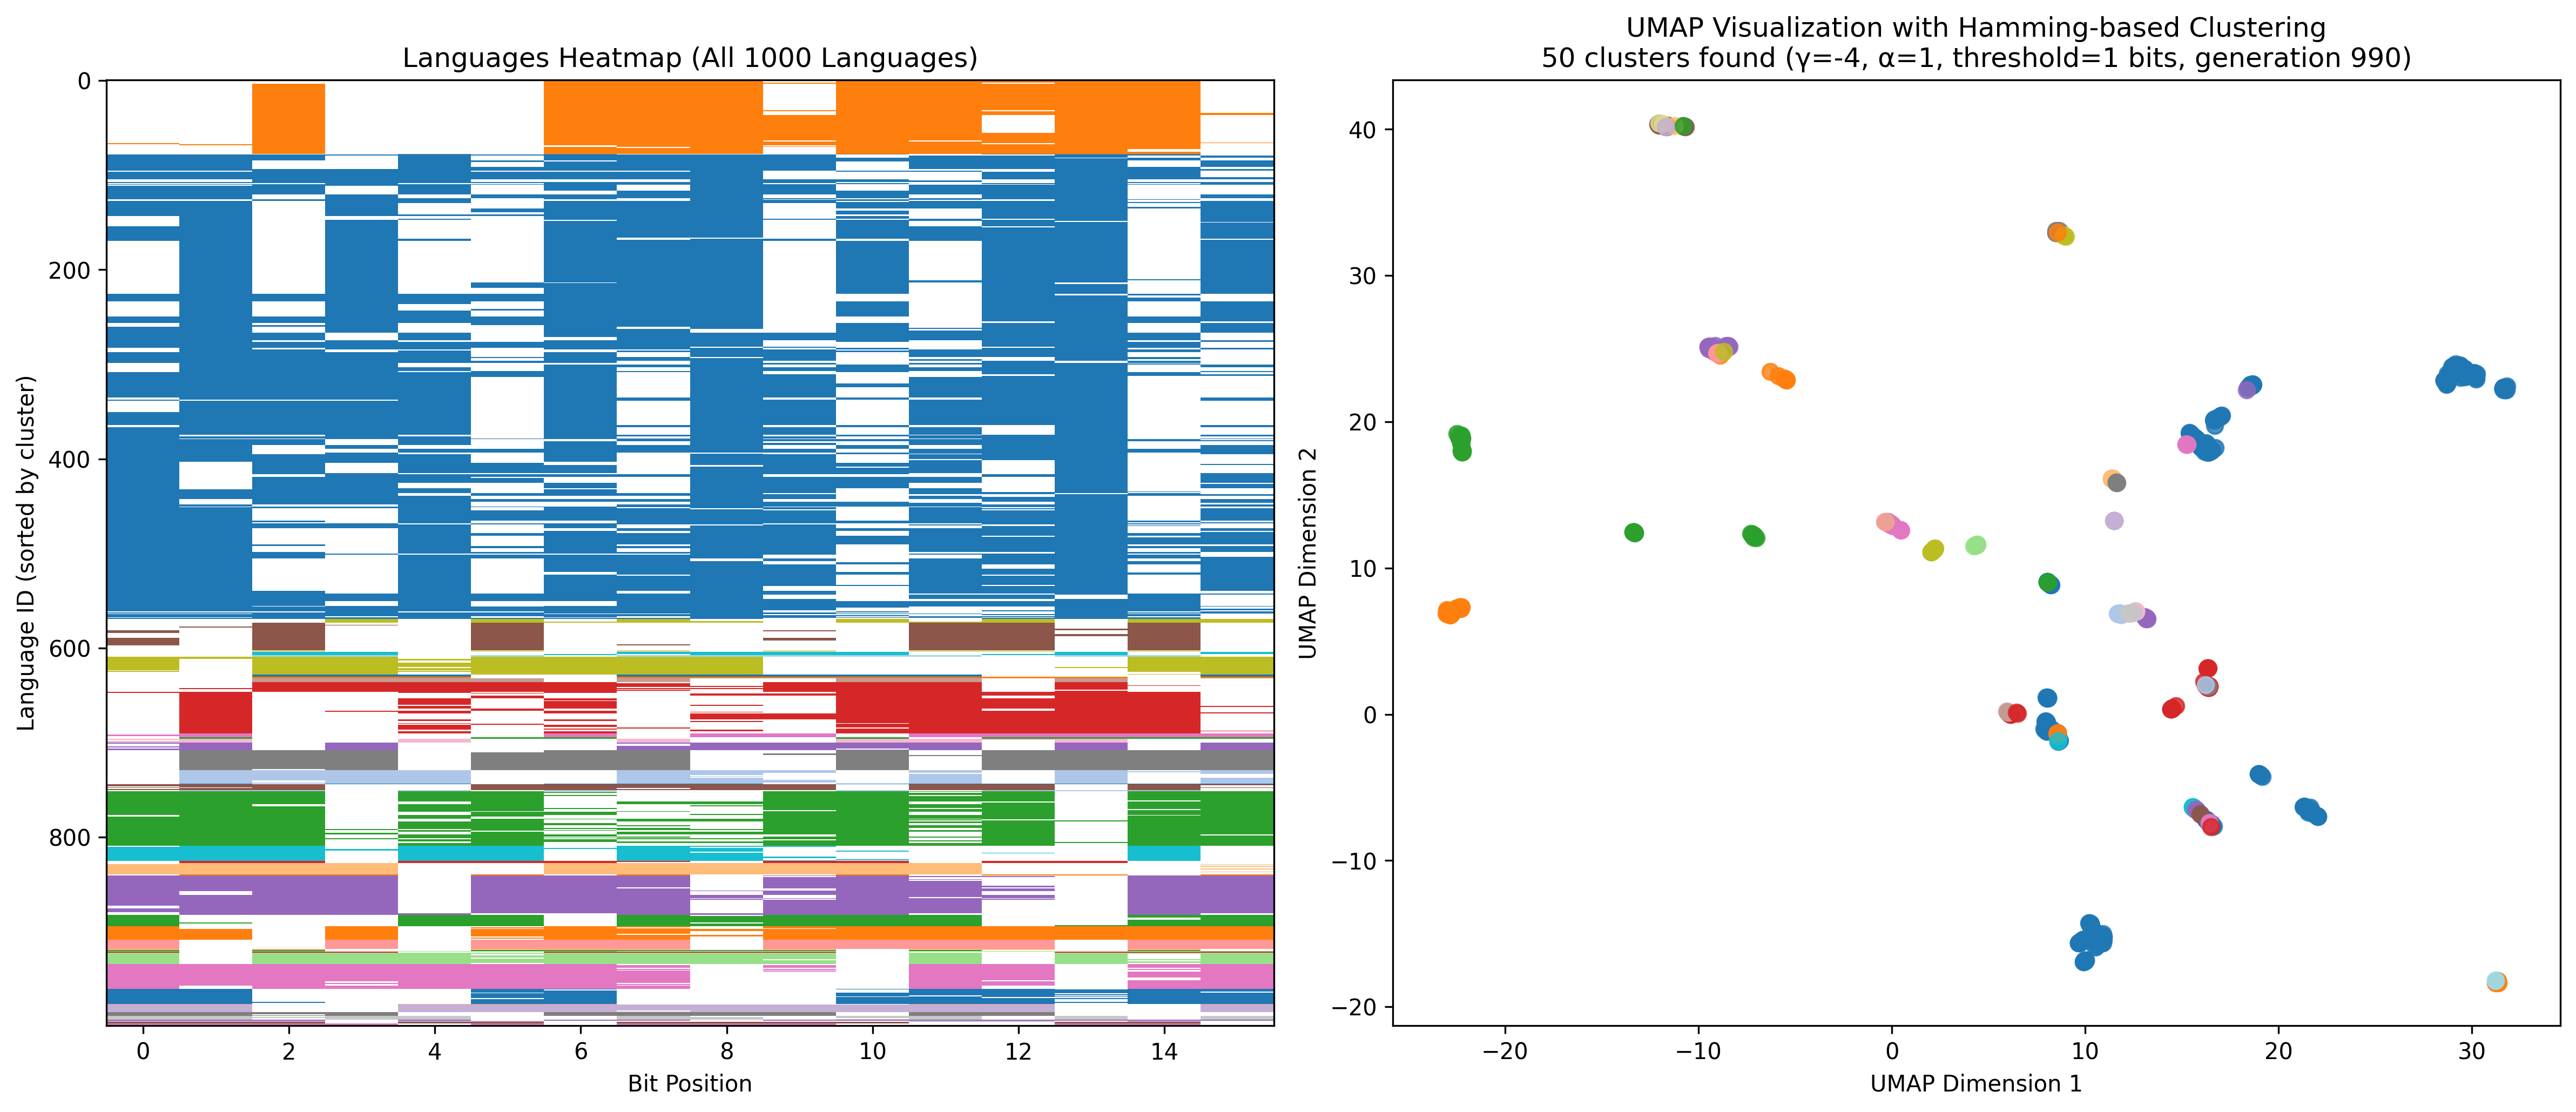 Languages Heatmap (All 1000 Languages)
0
200
400
600
800
Language ID (sorted by cluster)
0 2 4 6 8 10 12 14
Bit Position
UMAP Visualization with Hamming-based Clustering
50 clusters found (γ=-4, α=1, threshold=1 bits, generation 990)
40
30
20
10
0
−10
−20
UMAP Dimension 2
−20 −10 0 10 20 30
UMAP Dimension 1